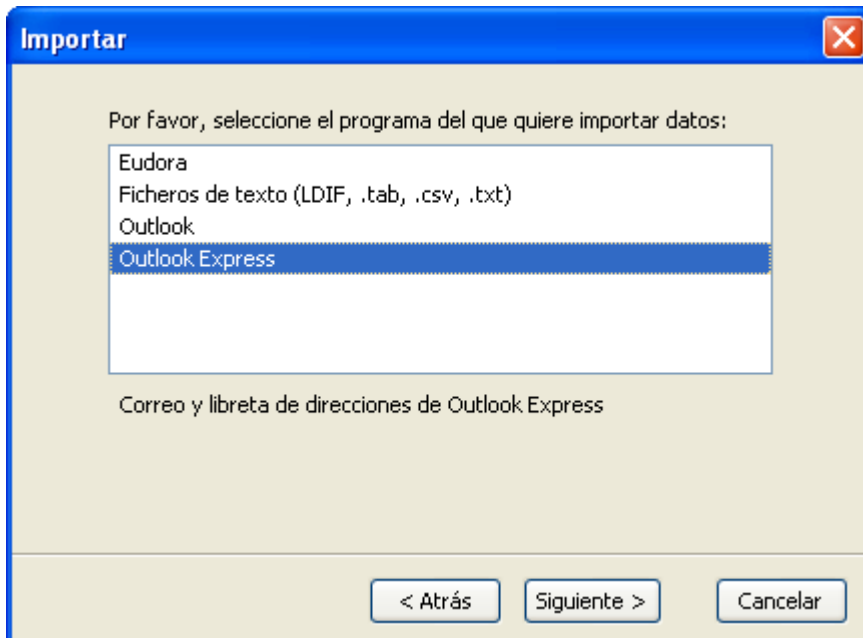 Importar
Por favor, seleccione el programa del que quiere importar datos:
Eudora
Ficheros de texto (LDIF, .tab, .csv, .txt)
Outlook
Outlook Express
Correo y libreta de direcciones de Outlook Express
< Atrás
Siguiente >
Cancelar